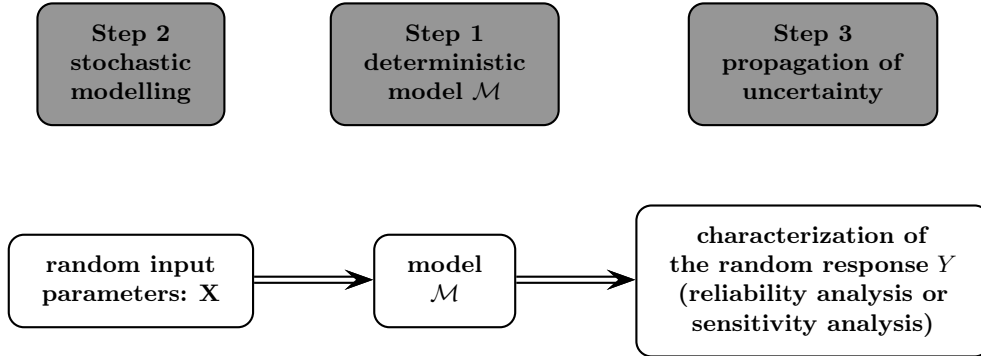 Step 2
stochastic
modelling
Step 1
deterministic
model ℳ
Step 3
propagation of
uncertainty
random input
parameters: X
model
ℳ
characterization of
the random response Y
(reliability analysis or
sensitivity analysis)